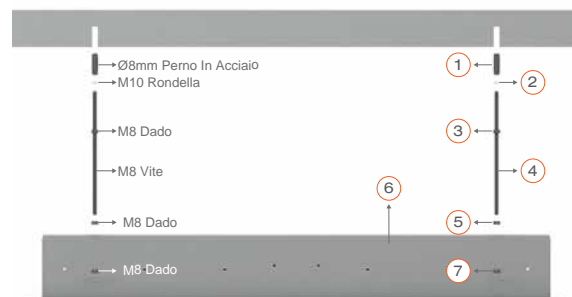 Ø8mm Perno In Acciaio
1
M10 Rondella
2
M8 Dado
3
M8 Vite
4
6
M8 Dado
5
M8 Dado
7